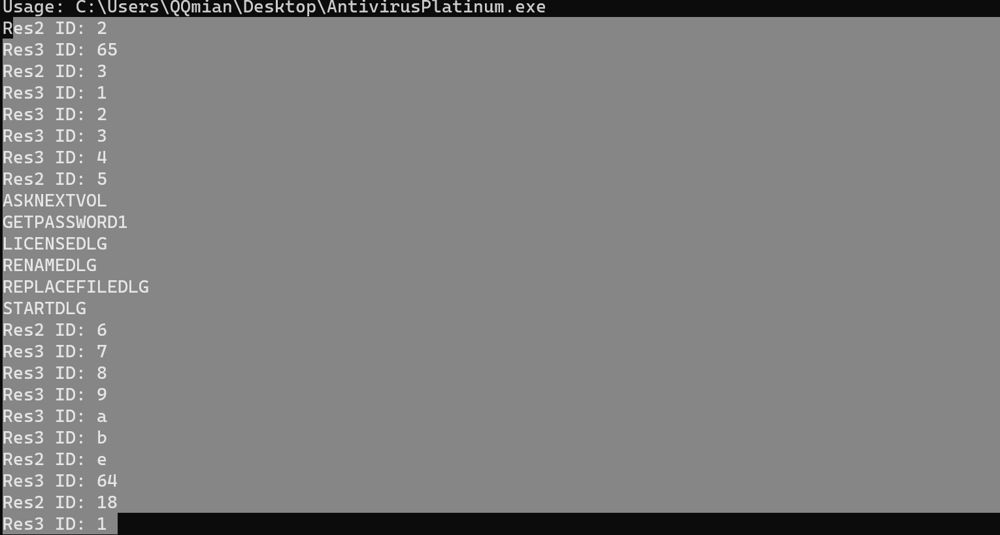 Usage: C:\Users\QQmian\Desktop\AntivirusPlatinum.exe
Res2 ID: 2
Res3 ID: 65
Res2 ID: 3
Res3 ID: 1
Res3 ID: 2
Res3 ID: 3
Res3 ID: 4
Res2 ID: 5
ASKNEXTVOL
GETPASSWORD1
LICENSEDLG
RENAMEDLG
REPLACEFILEDLG
STARTDLG
Res2 ID: 6
Res3 ID: 7
Res3 ID: 8
Res3 ID: 9
Res3 ID: a
Res3 ID: b
Res2 ID: e
Res3 ID: 64
Res2 ID: 18
Res3 ID: 1